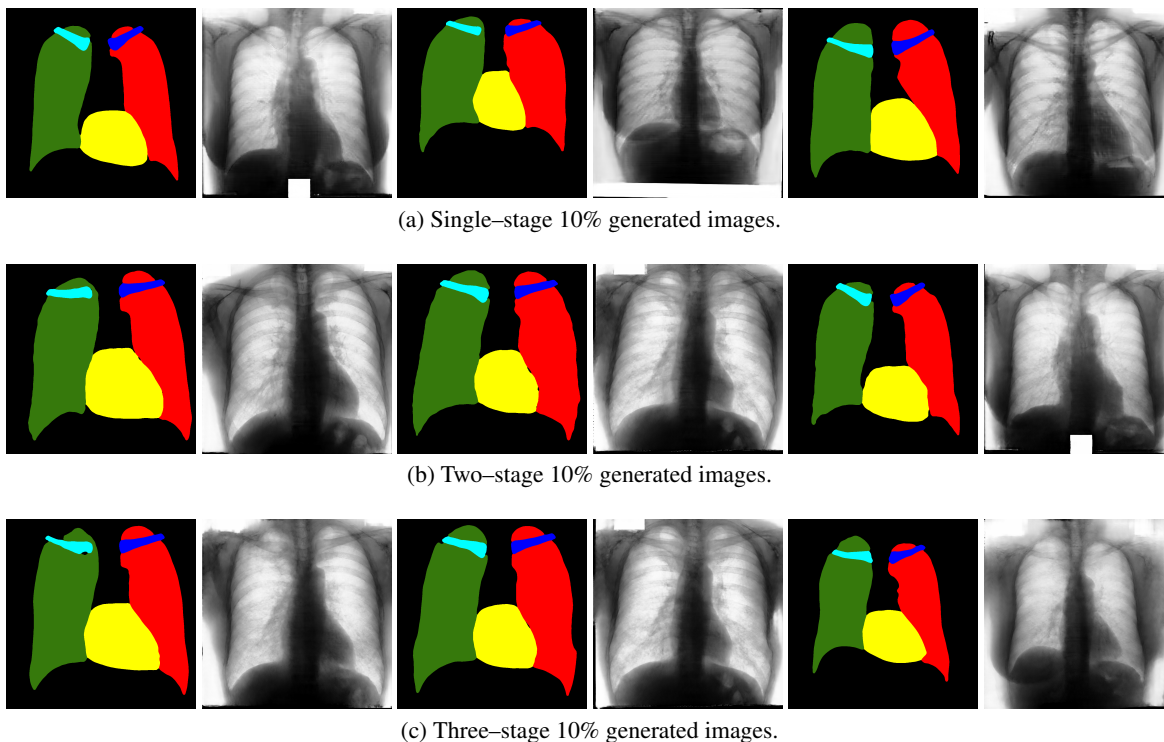 (a) Single–stage 10% generated images.
(b) Two–stage 10% generated images.
(c) Three–stage 10% generated images.